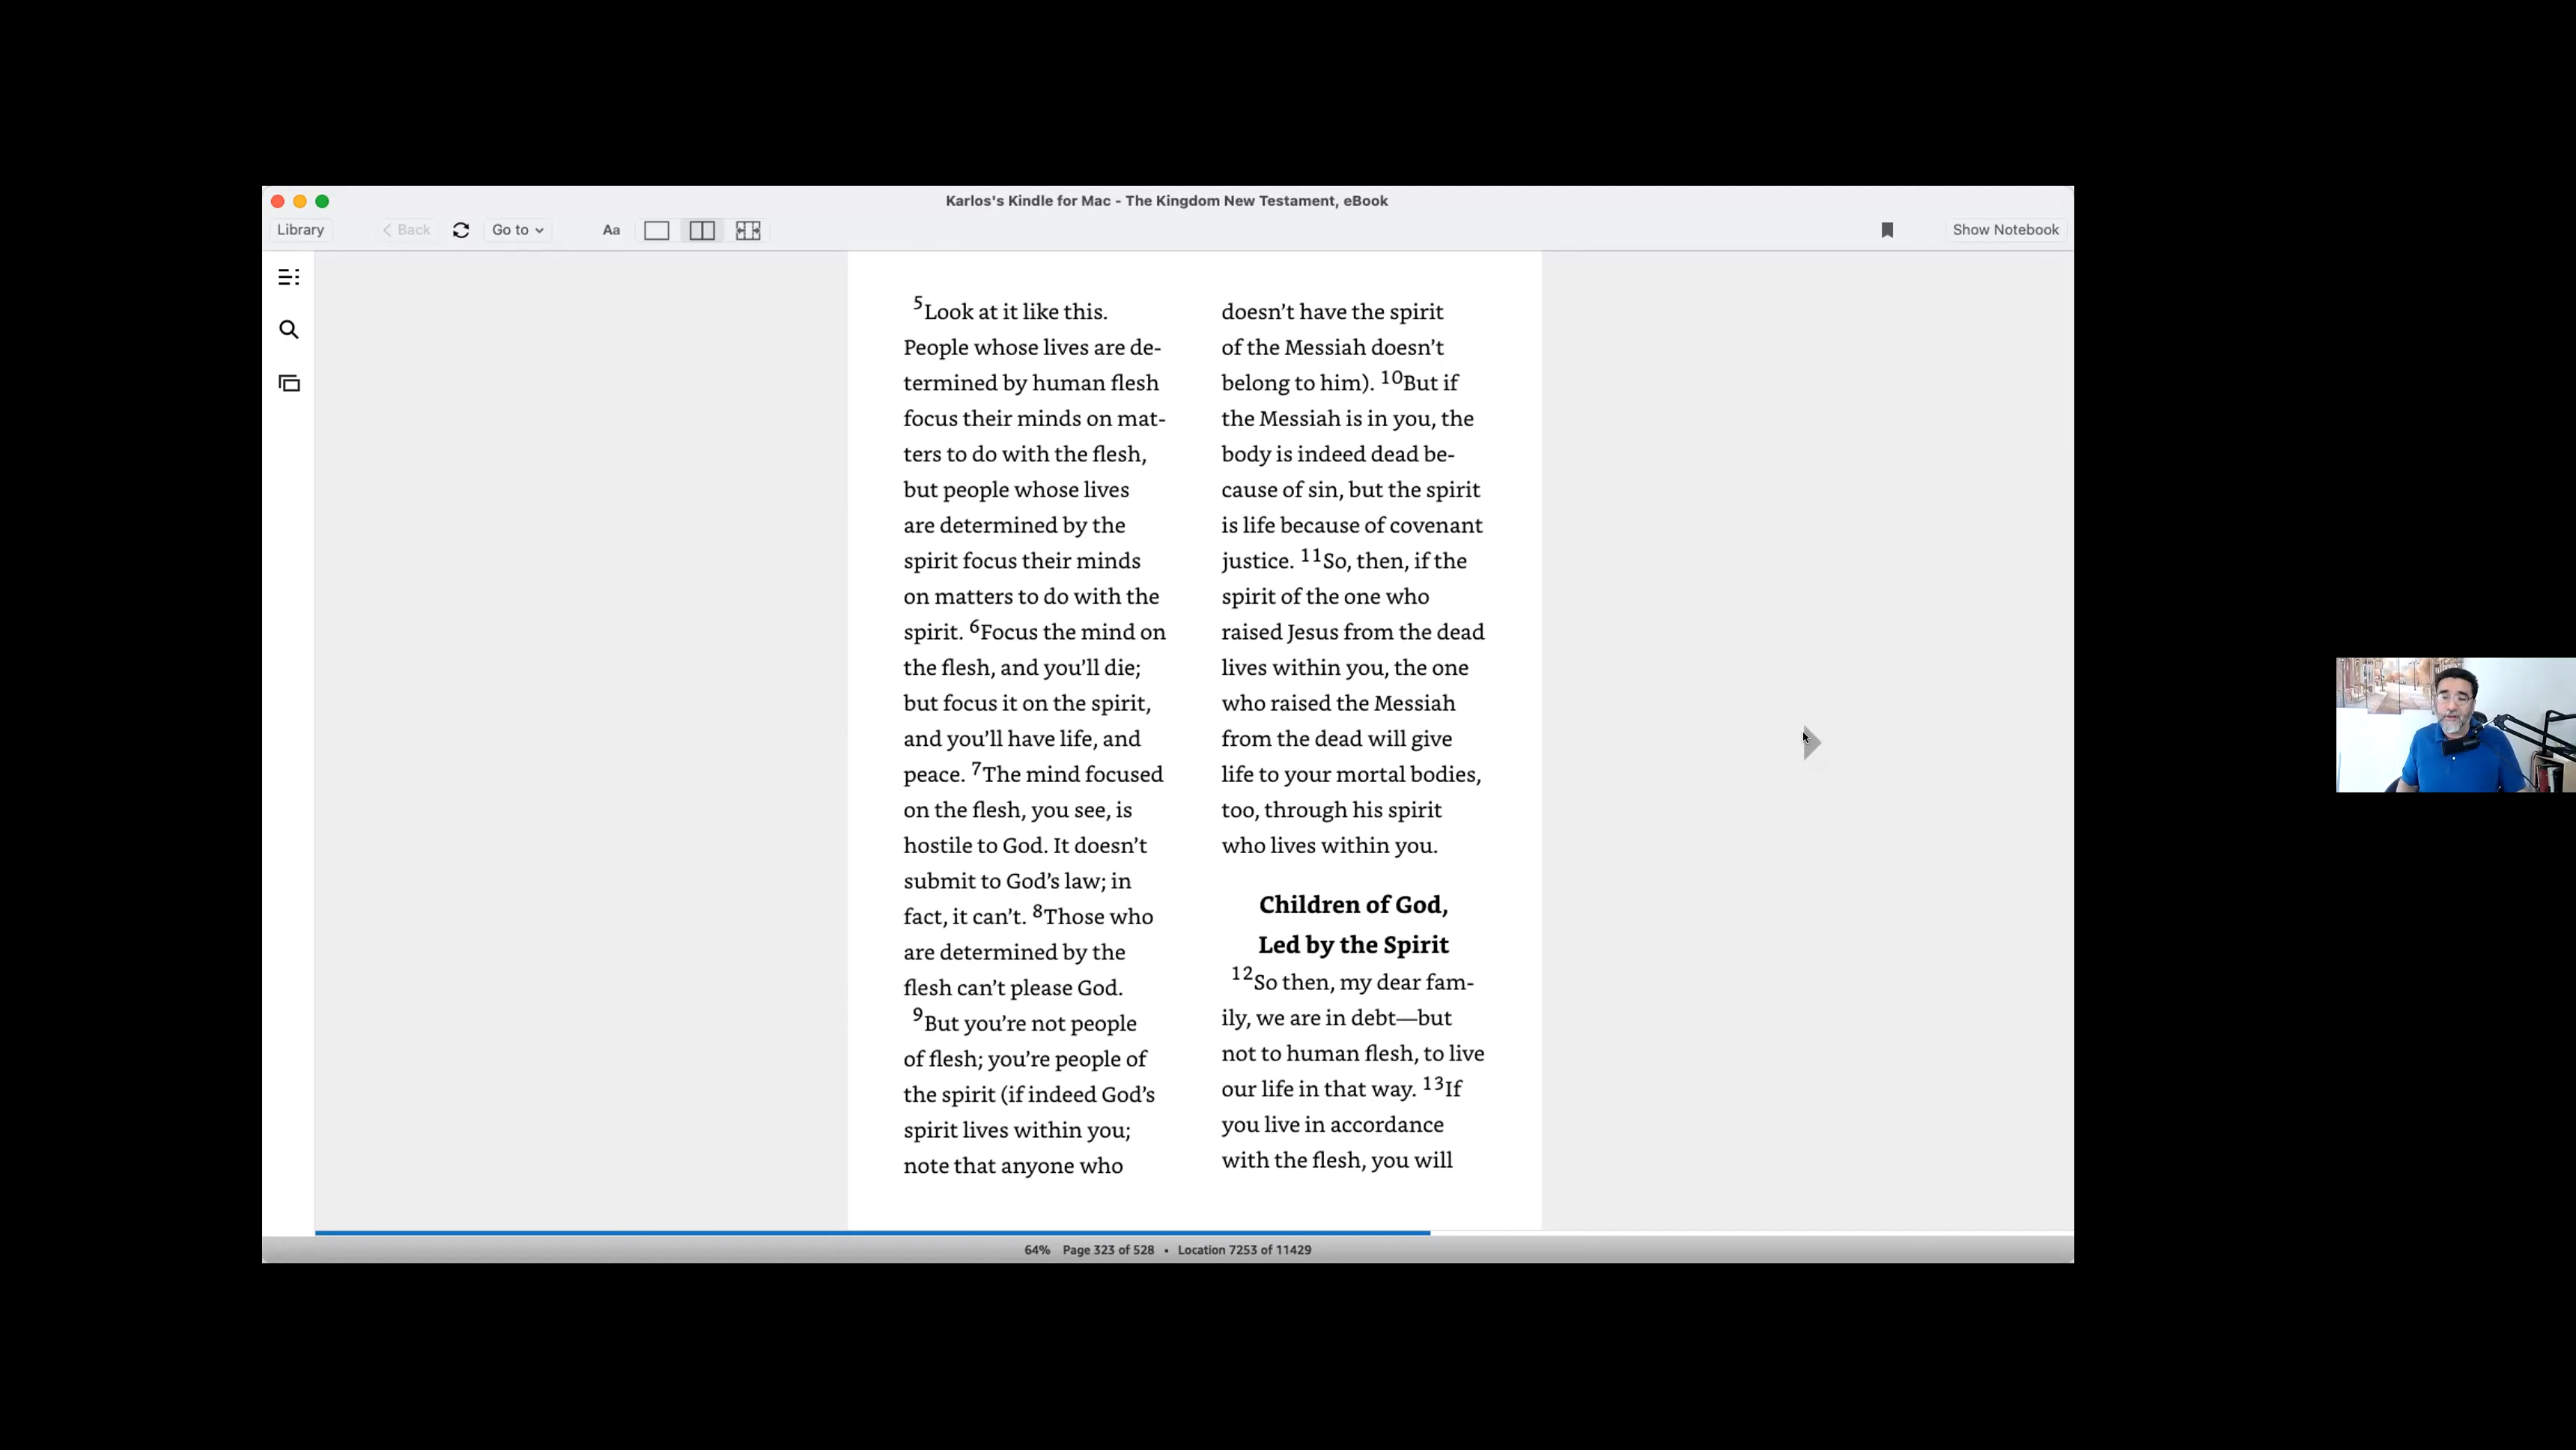 Karlos's Kindle for Mac - The Kingdom New Testament, eBook
Library
Back
Go to
Aa
Show Notebook
5Look at it like this.
People whose lives are de-
termined by human flesh
focus their minds on mat-
ters to do with the flesh,
but people whose lives
are determined by the
spirit focus their minds
on matters to do with the
spirit. 6Focus the mind on
the flesh, and you’ll die;
but focus it on the spirit,
and you’ll have life, and
peace. 7The mind focused
on the flesh, you see, is
hostile to God. It doesn’t
submit to God’s law; in
fact, it can’t. 8Those who
are determined by the
flesh can’t please God.
9But you’re not people
of flesh; you’re people of
the spirit (if indeed God’s
spirit lives within you;
note that anyone who
doesn’t have the spirit
of the Messiah doesn’t
belong to him). 10But if
the Messiah is in you, the
body is indeed dead be-
cause of sin, but the spirit
is life because of covenant
justice. 11So, then, if the
spirit of the one who
raised Jesus from the dead
lives within you, the one
who raised the Messiah
from the dead will give
life to your mortal bodies,
too, through his spirit
who lives within you.
Children of God,
Led by the Spirit
12So then, my dear fam-
ily, we are in debt—but
not to human flesh, to live
our life in that way. 13If
you live in accordance
with the flesh, you will
64% Page 323 of 528 • Location 7253 of 11429